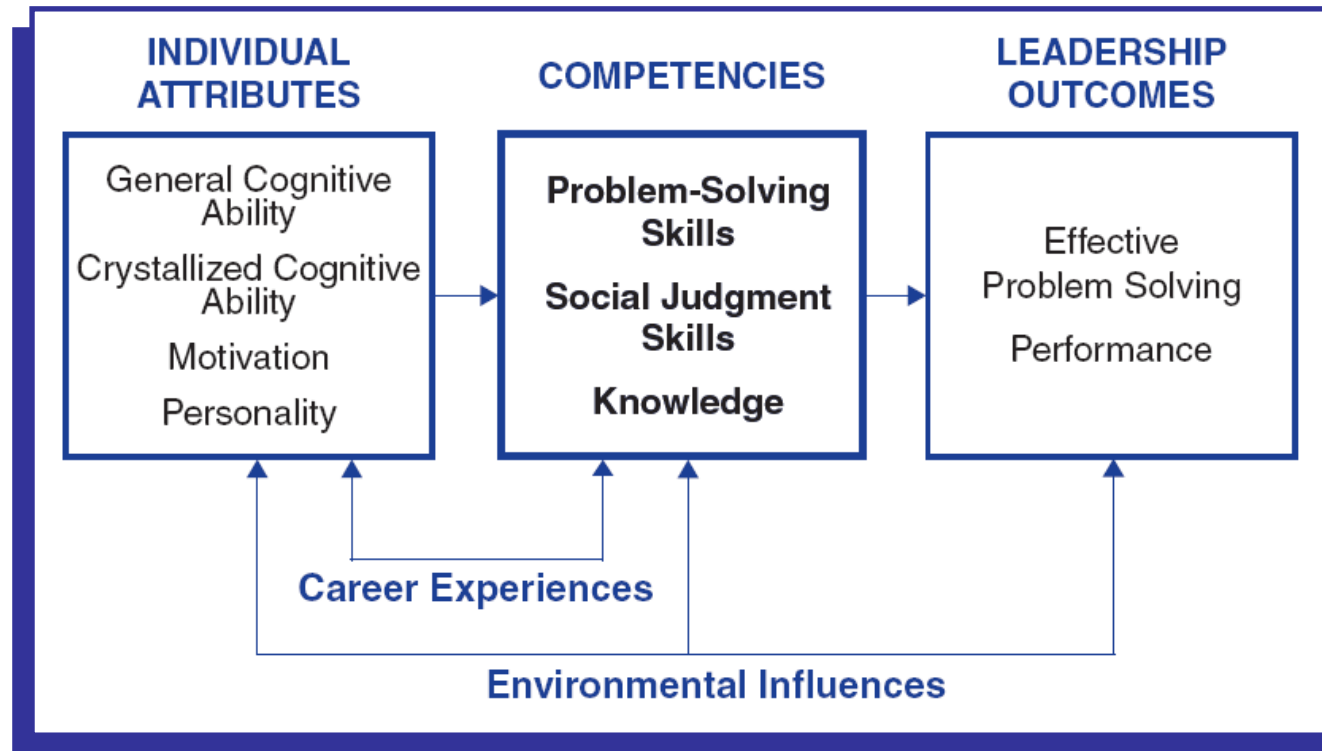 INDIVIDUAL
ATTRIBUTES
General Cognitive
Ability
Crystallized Cognitive
Ability
Motivation
Personality
COMPETENCIES
Problem-Solving
Skills
Social Judgment
Skills
Knowledge
LEADERSHIP
OUTCOMES
Effective
Problem Solving
Performance
Career Experiences
Environmental Influences